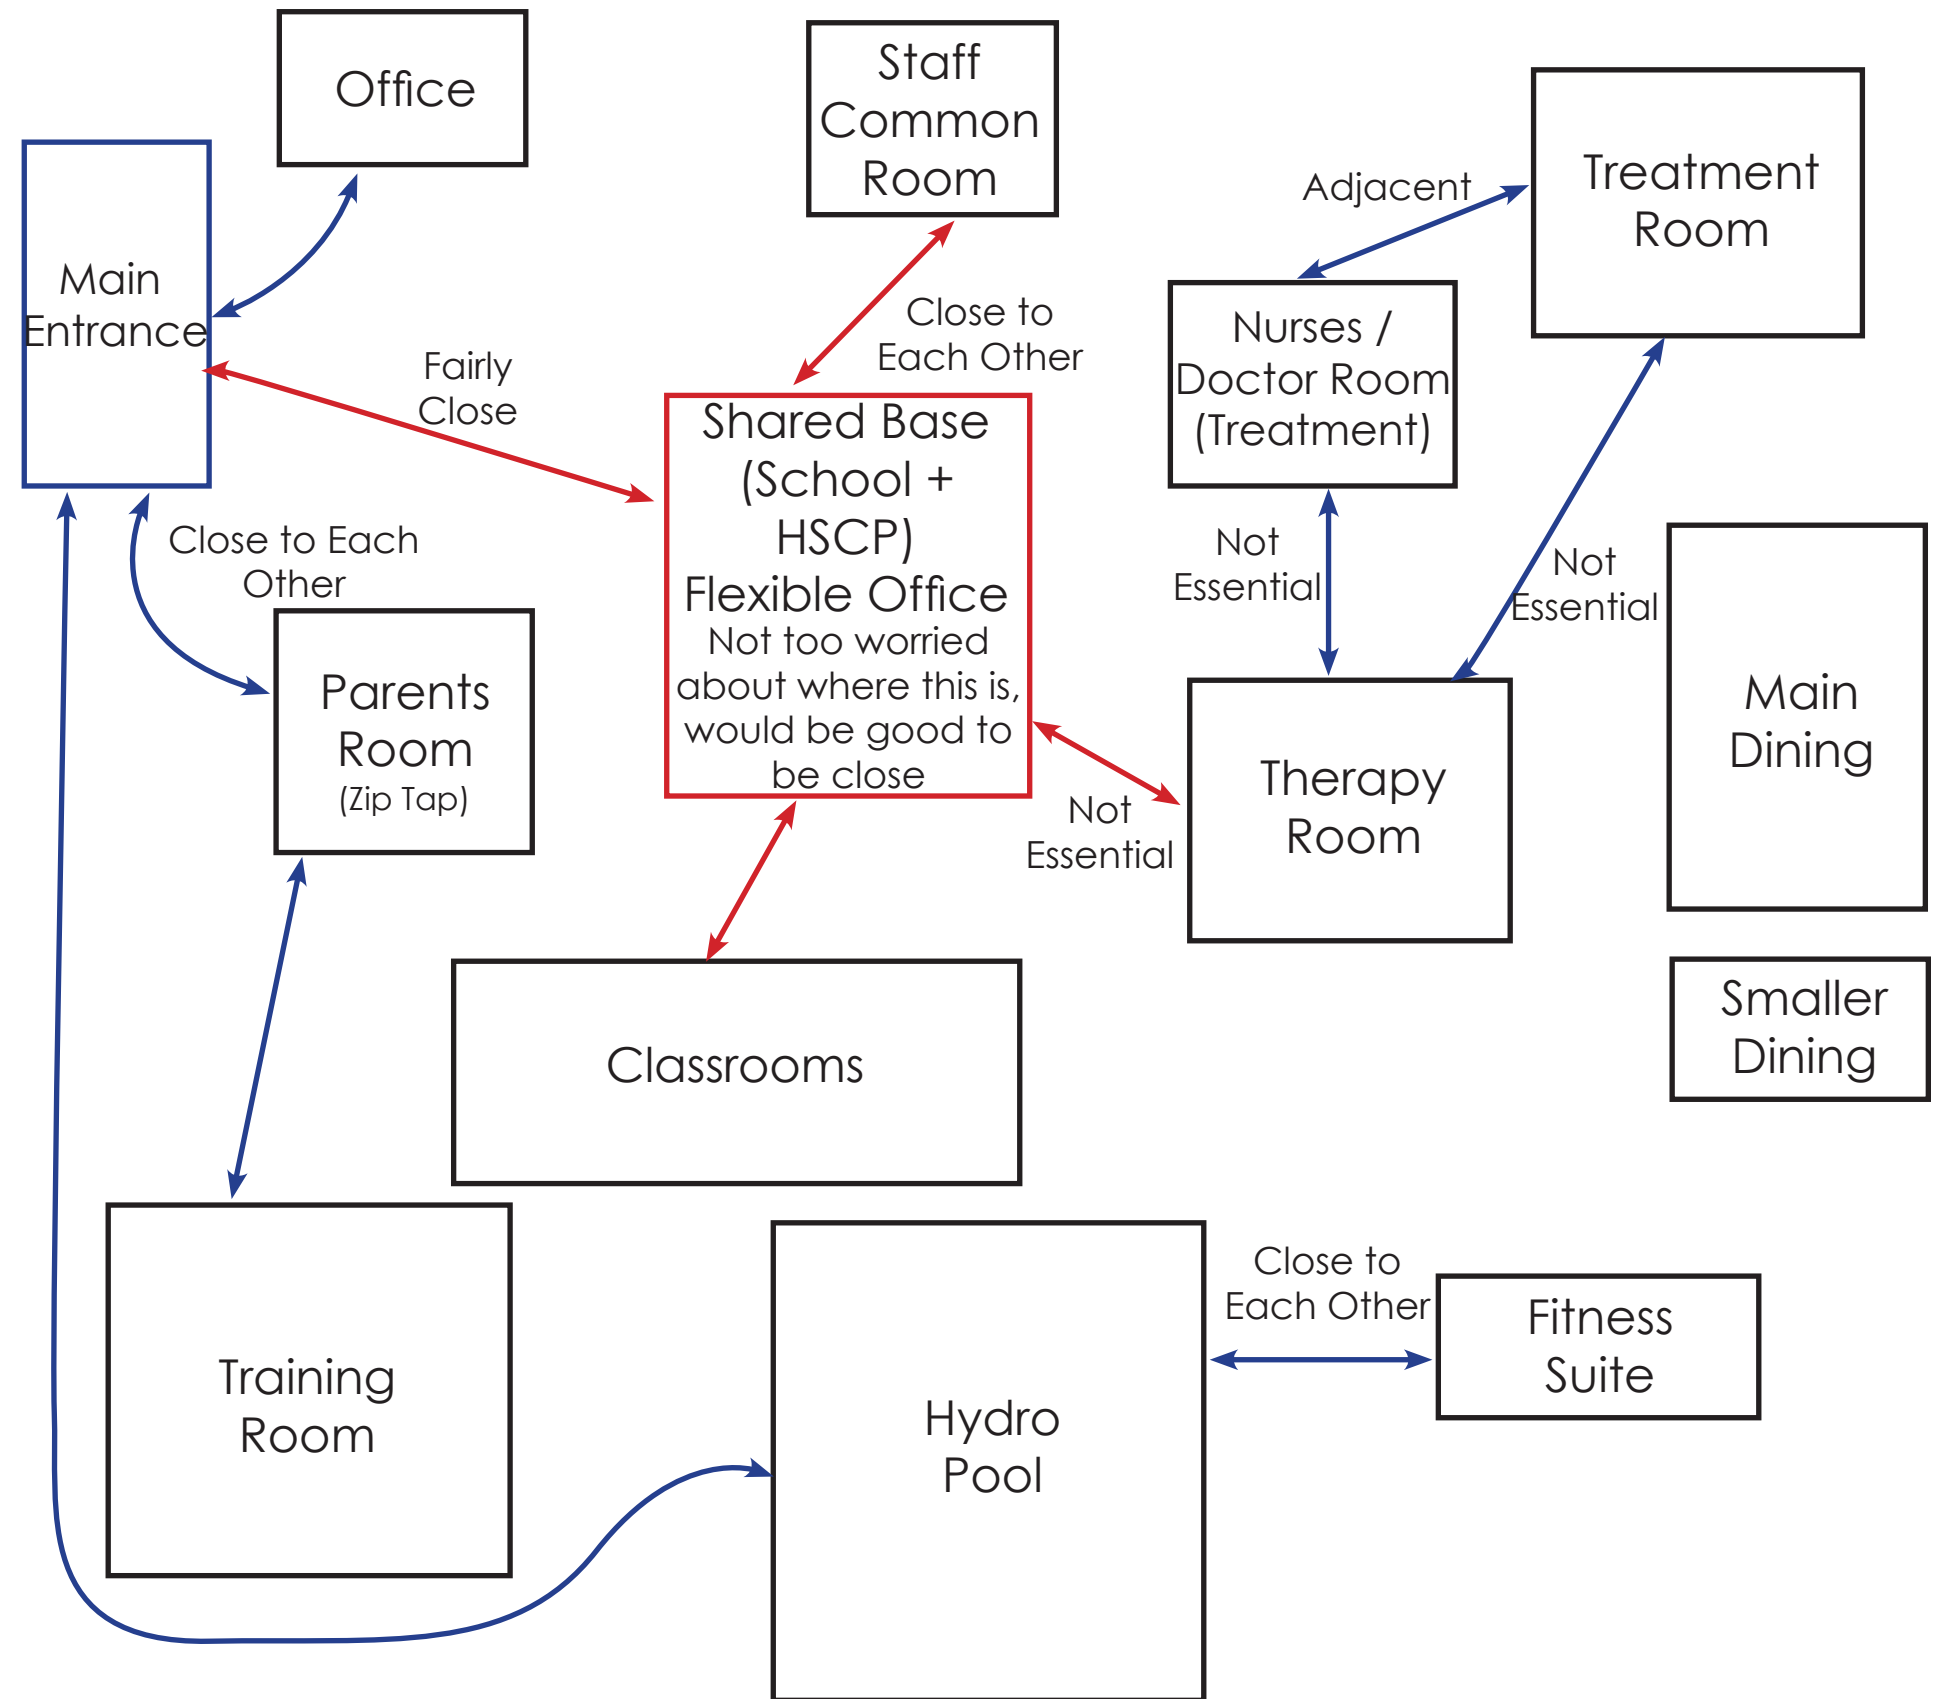 Office
Staff
Common
Room
Treatment
Room
Adjacent
Main
Entrance
Nurses /
Doctor Room
(Treatment)
Close to
Each Other
Fairly
Close
Shared Base
(School +
HSCP)
Flexible Office
Not too worried
about where this is,
would be good to
be close
Close to Each
Other
Not
Essential
Not
Essential
Parents
Room
(Zip Tap)
Main
Dining
Therapy
Room
Not
Essential
Smaller
Dining
Classrooms
Close to
Each Other
Fitness
Suite
Training
Room
Hydro
Pool